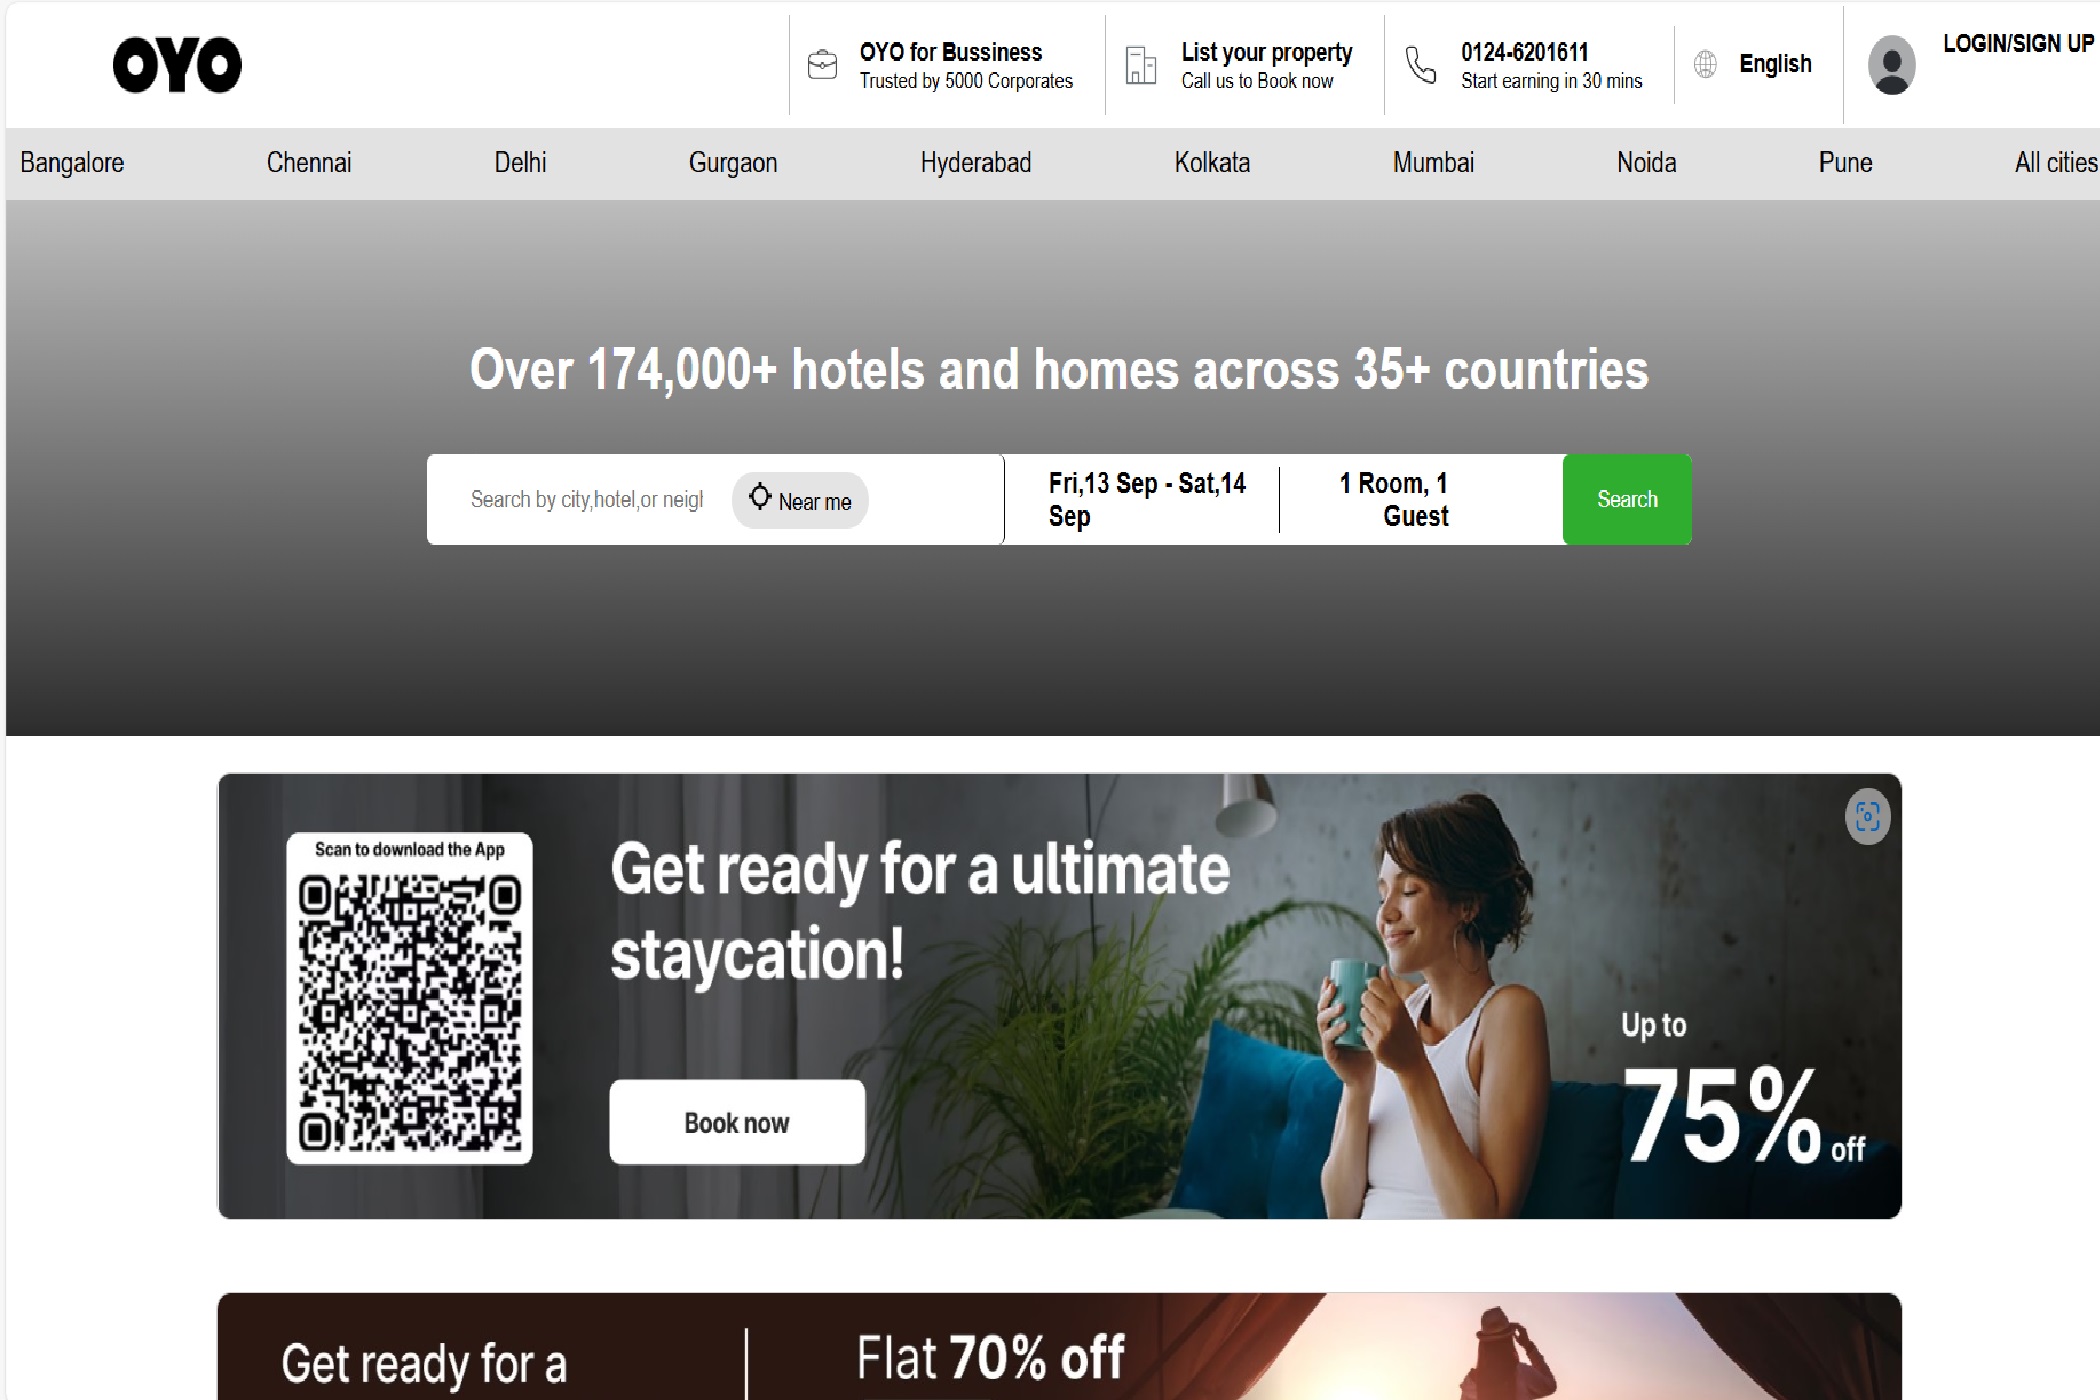 OYO
OYO for Bussiness
Trusted by 5000 Corporates
List your property
Call us to Book now
0124-6201611
Start earning in 30 mins
English
LOGIN/SIGN UP
Bangalore
Chennai
Delhi
Gurgaon
Hyderabad
Kolkata
Mumbai
Noida
Pune
All cities
Over 174,000+ hotels and homes across 35+ countries
Search by city,hotel,or neigh
Near me
Fri,13 Sep - Sat,14
Sep
1 Room, 1
Guest
Search
Scan to download the App
Get ready for a ultimate
staycation!
Book now
Up to
75% off
Get ready for a
Flat 70% off